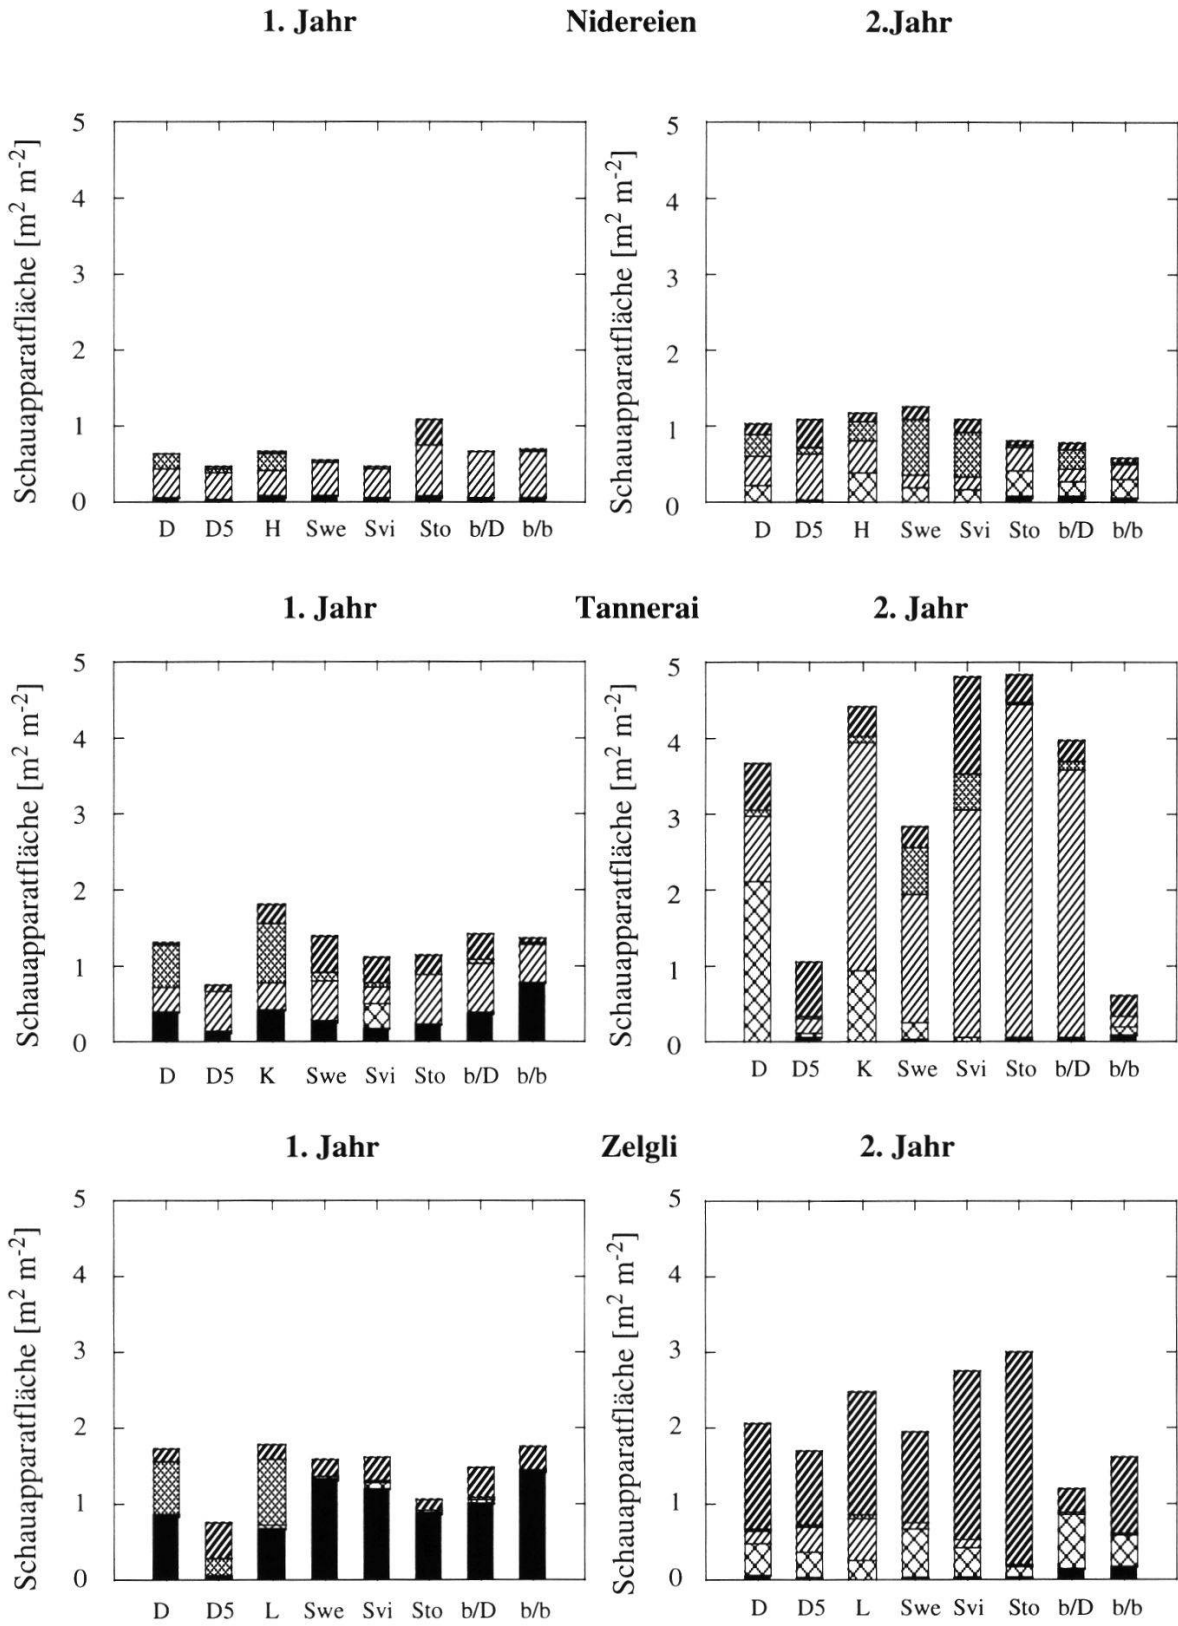 1. Jahr Nidereien 2.Jahr
Schauapparatfläche [m² m⁻²]
5
4
3
2
1
0
D D5 H Swe Svi Sto b/D b/b
Schauapparatfläche [m² m⁻²]
5
4
3
2
1
0
D D5 H Swe Svi Sto b/D b/b
1. Jahr Tannerai 2. Jahr
Schauapparatfläche [m² m⁻²]
5
4
3
2
1
0
D D5 K Swe Svi Sto b/D b/b
Schauapparatfläche [m² m⁻²]
5
4
3
2
1
0
D D5 K Swe Svi Sto b/D b/b
1. Jahr Zelgli 2. Jahr
Schauapparatfläche [m² m⁻²]
5
4
3
2
1
0
D D5 L Swe Svi Sto b/D b/b
Schauapparatfläche [m² m⁻²]
5
4
3
2
1
0
D D5 L Swe Svi Sto b/D b/b